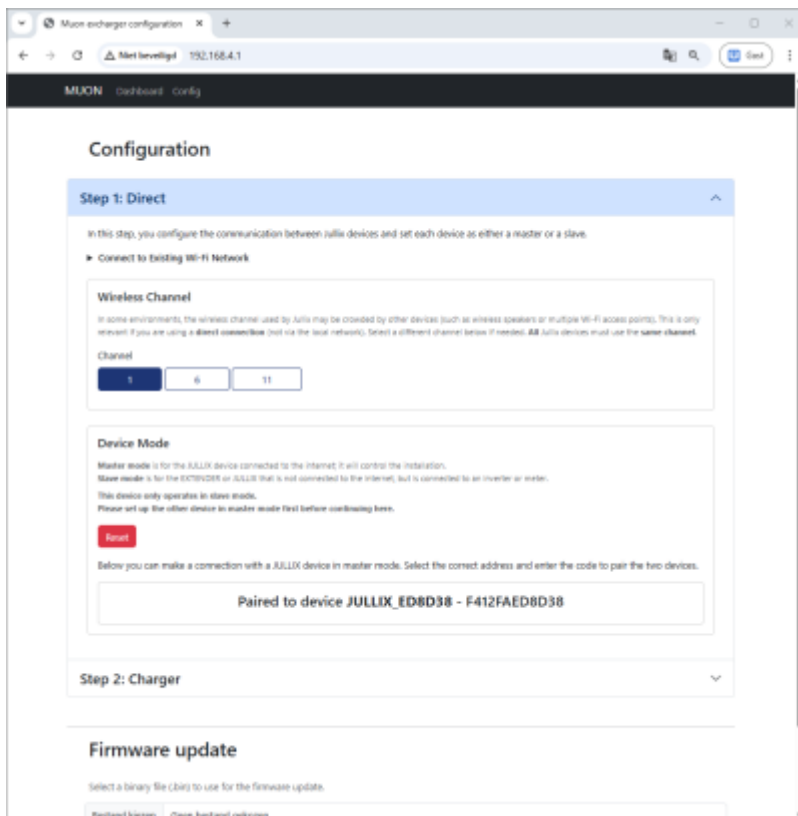 Muon evcharger configuration
Niet beveiligd 192.168.4.1
Gast
MUON Dashboard Config
Configuration
Step 1: Direct
In this step, you configure the communication between Jullix devices and set each device as either a master or a slave.
Connect to Existing Wi-Fi Network
Wireless Channel
In some environments, the wireless channel used by Jullix may be crowded by other devices (such as wireless speakers or multiple Wi-Fi access points). This is only
relevant if you are using a direct connection (not via the local network). Select a different channel below if needed. All Jullix devices must use the same channel.
Channel
1 6 11
Device Mode
Master mode is for the JULLIX device connected to the internet; it will control the installation.
Slave mode is for the EXTENDER or JULLIX that is not connected to the internet, but is connected to an inverter or meter.
This device only operates in slave mode.
Please set up the other device in master mode first before continuing here.
Reset
Below you can make a connection with a JULLIX device in master mode. Select the correct address and enter the code to pair the two devices.
Paired to device JULLIX_ED8D38 - F412FAED8D38
Step 2: Charger
Firmware update
Select a binary file (.bin) to use for the firmware update.
Bestand kiezen Geen bestand gekozen